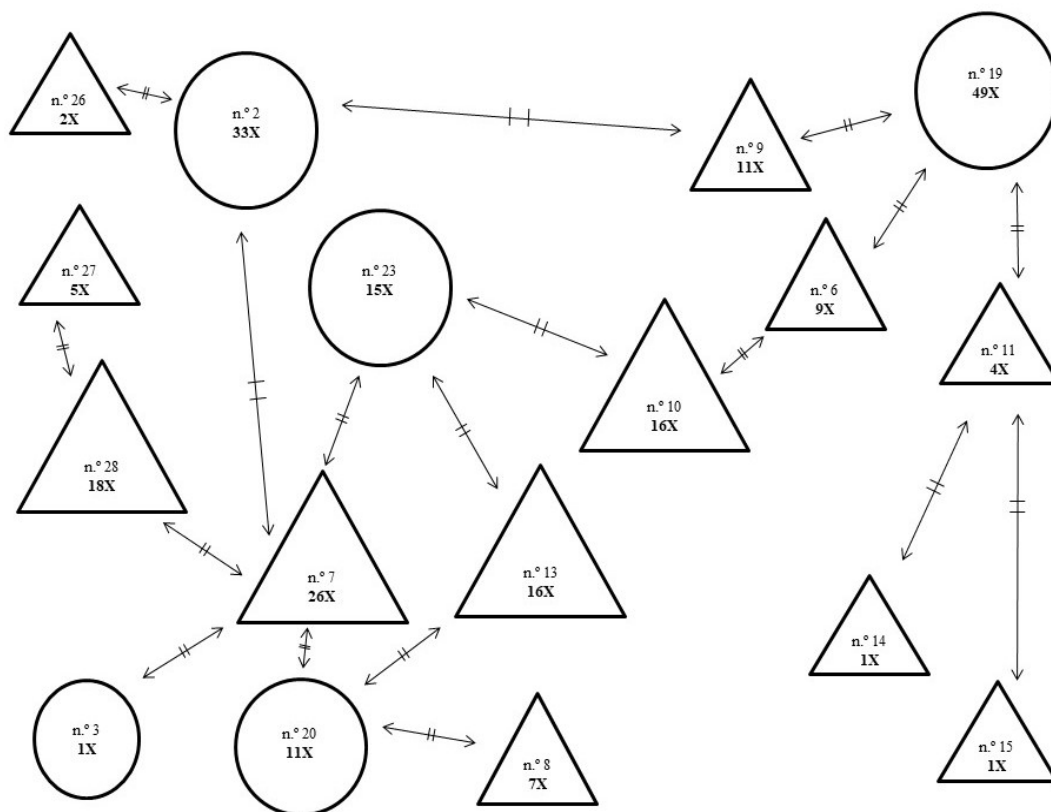 n.º 26
2X
n.º 2
33X
n.º 19
49X
n.º 9
11X
n.º 27
5X
n.º 23
15X
n.º 6
9X
n.º 11
4X
n.º 10
16X
n.º 28
18X
n.º 7
26X
n.º 13
16X
n.º 14
1X
n.º 3
1X
n.º 20
11X
n.º 8
7X
n.º 15
1X